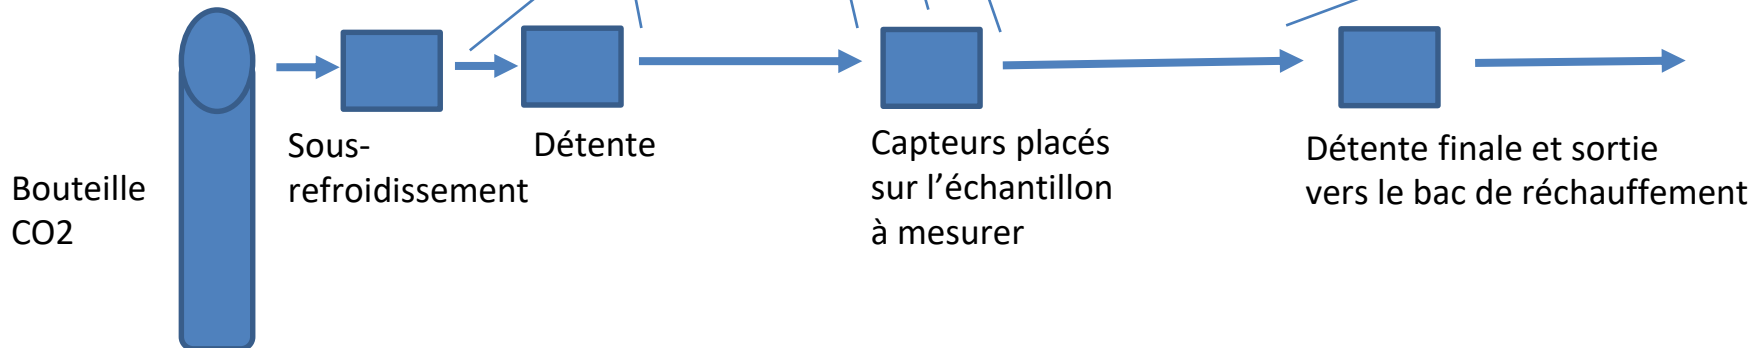 Bouteille
CO2
Sous-
refroidissement
Détente
Capteurs placés
sur l’échantillon
à mesurer
Détente finale et sortie
vers le bac de réchauffement